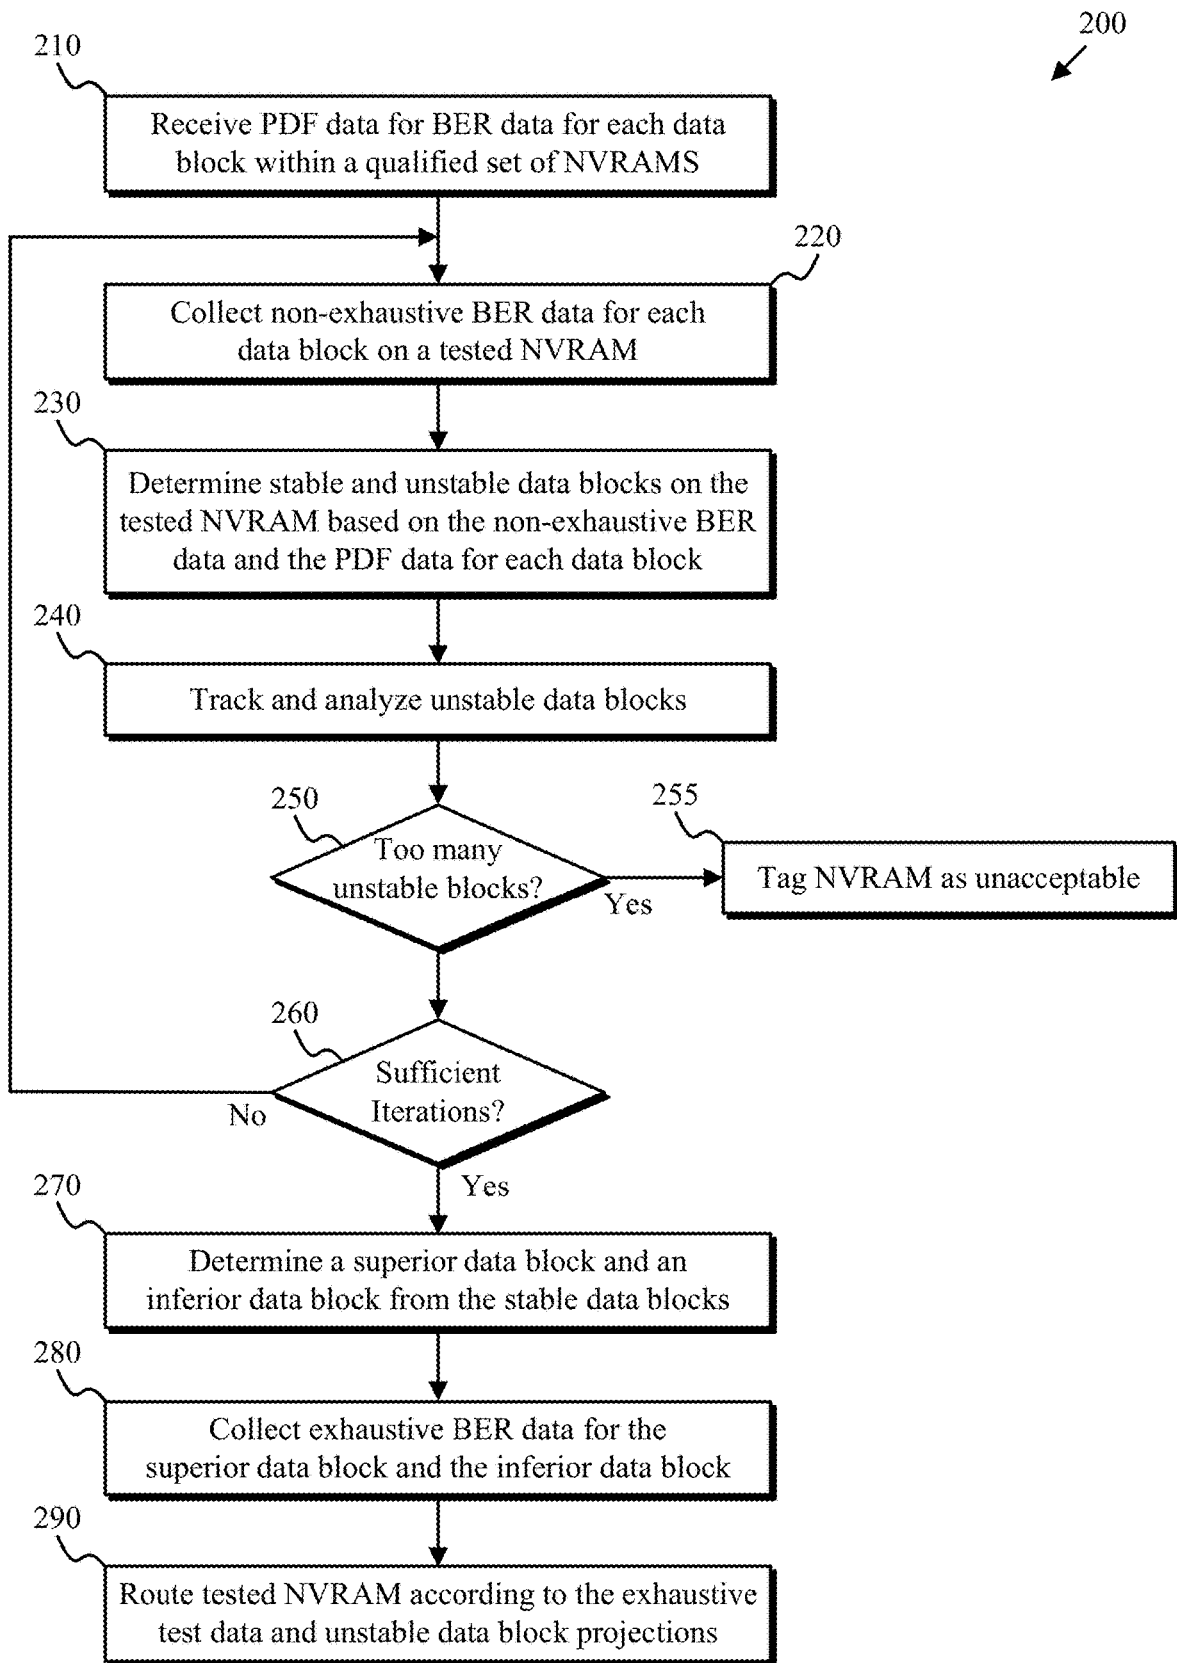 200
210
Receive PDF data for BER data for each data
block within a qualified set of NVRAMS
220
Collect non-exhaustive BER data for each
data block on a tested NVRAM
230
Determine stable and unstable data blocks on the
tested NVRAM based on the non-exhaustive BER
data and the PDF data for each data block
240
Track and analyze unstable data blocks
250
Too many
unstable blocks?
Yes
255
Tag NVRAM as unacceptable
260
Sufficient
Iterations?
No
Yes
270
Determine a superior data block and an
inferior data block from the stable data blocks
280
Collect exhaustive BER data for the
superior data block and the inferior data block
290
Route tested NVRAM according to the exhaustive
test data and unstable data block projections